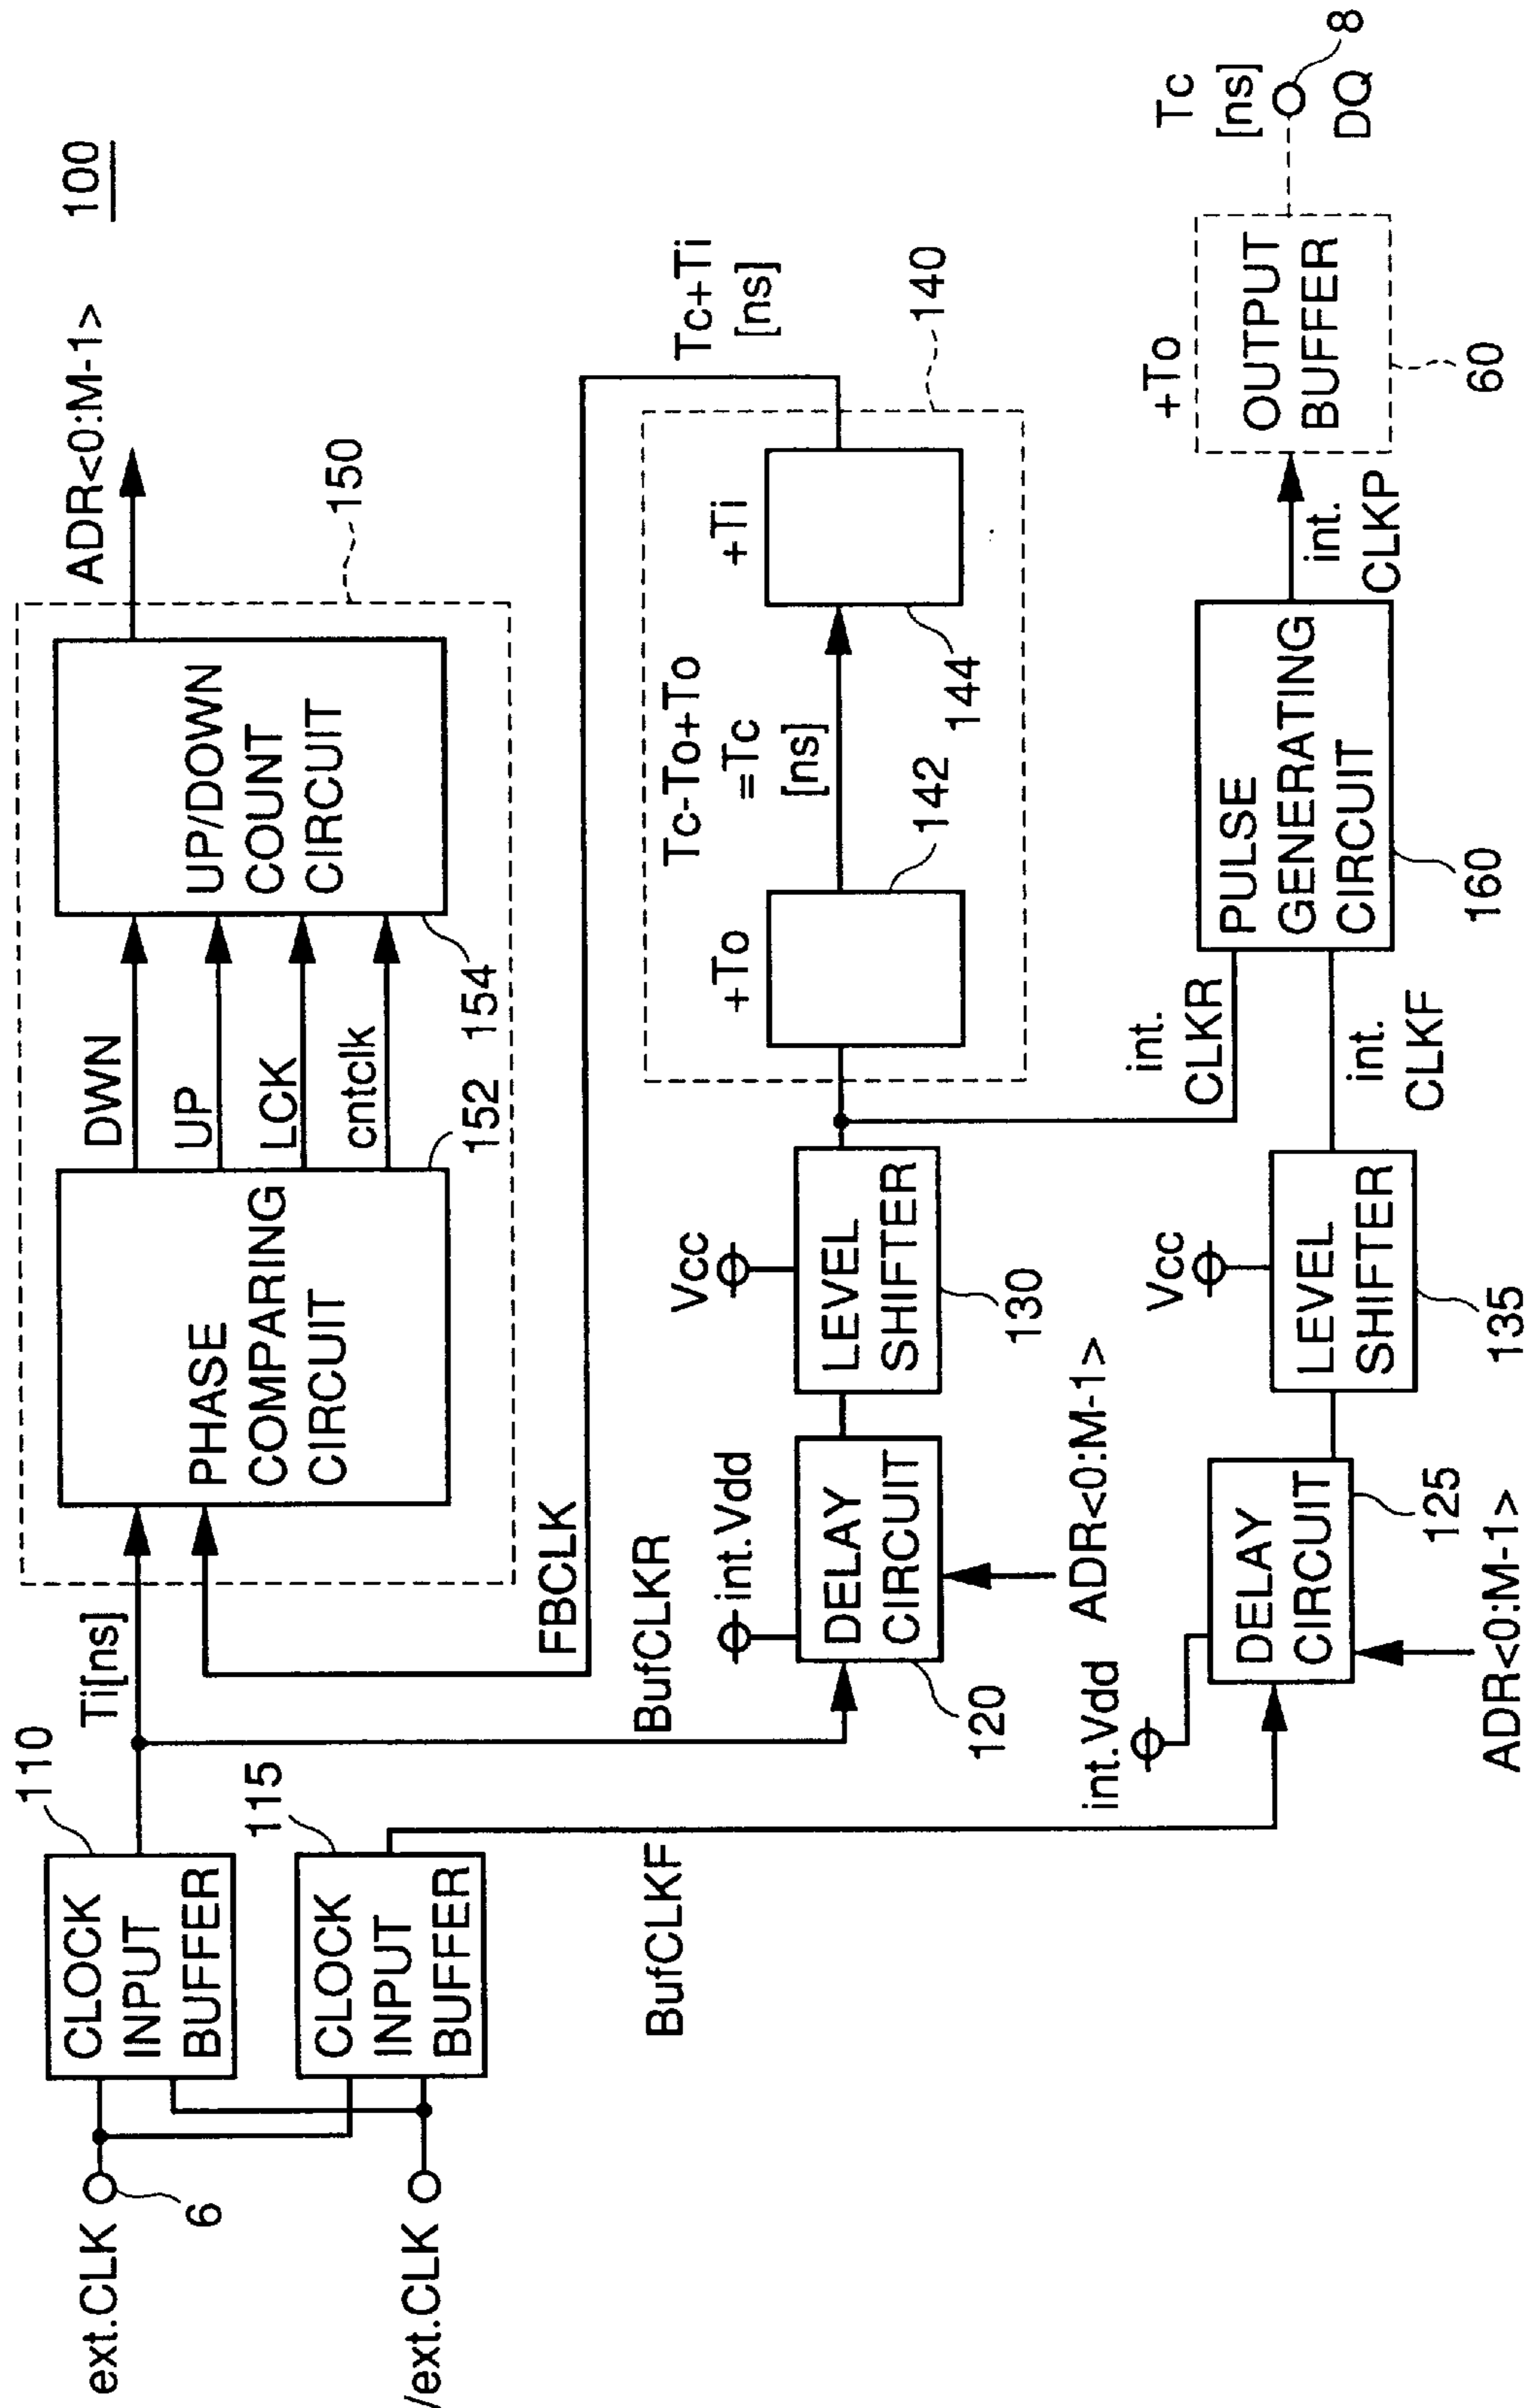 100
ext.CLK
6
/ext.CLK
110
CLOCK
INPUT
BUFFER
115
CLOCK
INPUT
BUFFER
Ti[ns]
PHASE
COMPARING
CIRCUIT
152
DWN
UP
LCK
cntclk
UP/DOWN
COUNT
CIRCUIT
154
150
ADR<0:M-1>
FBCLK
BufCLKR
BufCLKF
int.Vdd
DELAY
CIRCUIT
120
ADR<0:M-1>
Vcc
LEVEL
SHIFTER
130
+To
142
Tc-To+To
=Tc
[ns]
+Ti
144
140
Tc+Ti
[ns]
int.Vdd
DELAY
CIRCUIT
125
ADR<0:M-1>
Vcc
LEVEL
SHIFTER
135
int.
CLKR
int.
CLKF
PULSE
GENERATING
CIRCUIT
160
int.
CLKP
+To
OUTPUT
BUFFER
60
Tc
[ns]
8
DQ